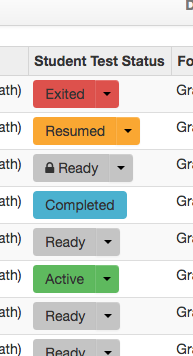 D
Student Test Status Fo
ath) Exited Gra
ath) Resumed Gra
ath) Ready Gra
ath) Completed Gra
ath) Ready Gra
ath) Active Gra
ath) Ready Gra
ath) Ready Gra